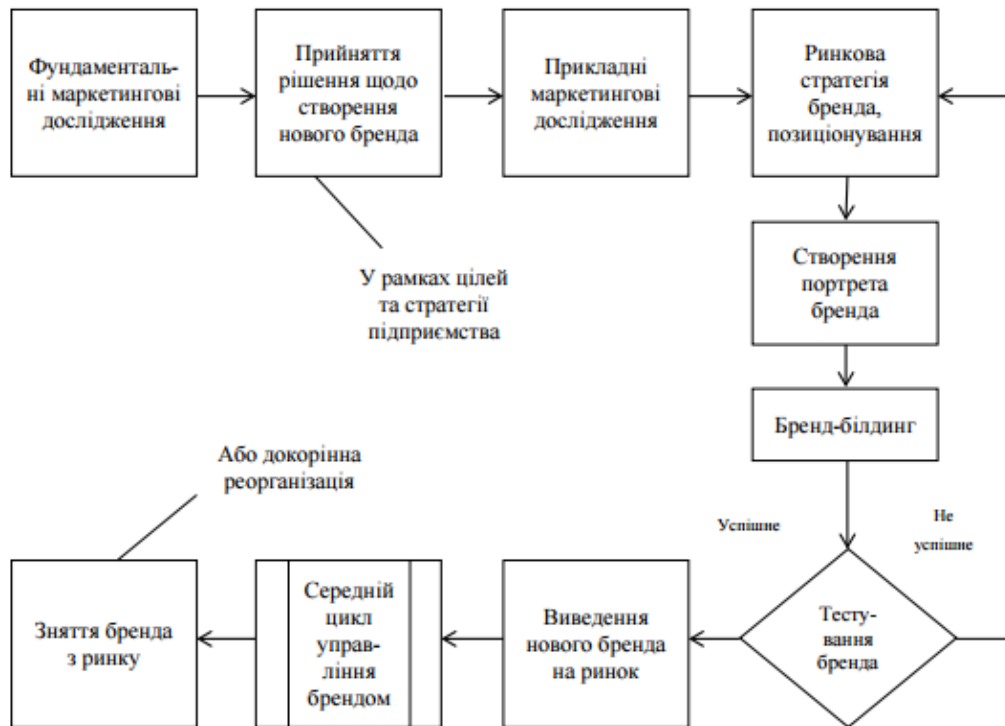 Фундаменталь-
ні маркетингові
дослідження
Прийняття
рішення щодо
створення
нового бренда
Прикладні
маркетингові
дослідження
Ринкова
стратегія
бренда,
позиціонування
У рамках цілей
та стратегії
підприємства
Створення
портрета
бренда
Бренд-білдинг
Або докорінна
реорганізація
Успішне
Не
успішне
Зняття бренда
з ринку
Середній
цикл
управ-
ління
брендом
Виведення
нового бренда
на ринок
Тесту-
вання
бренда